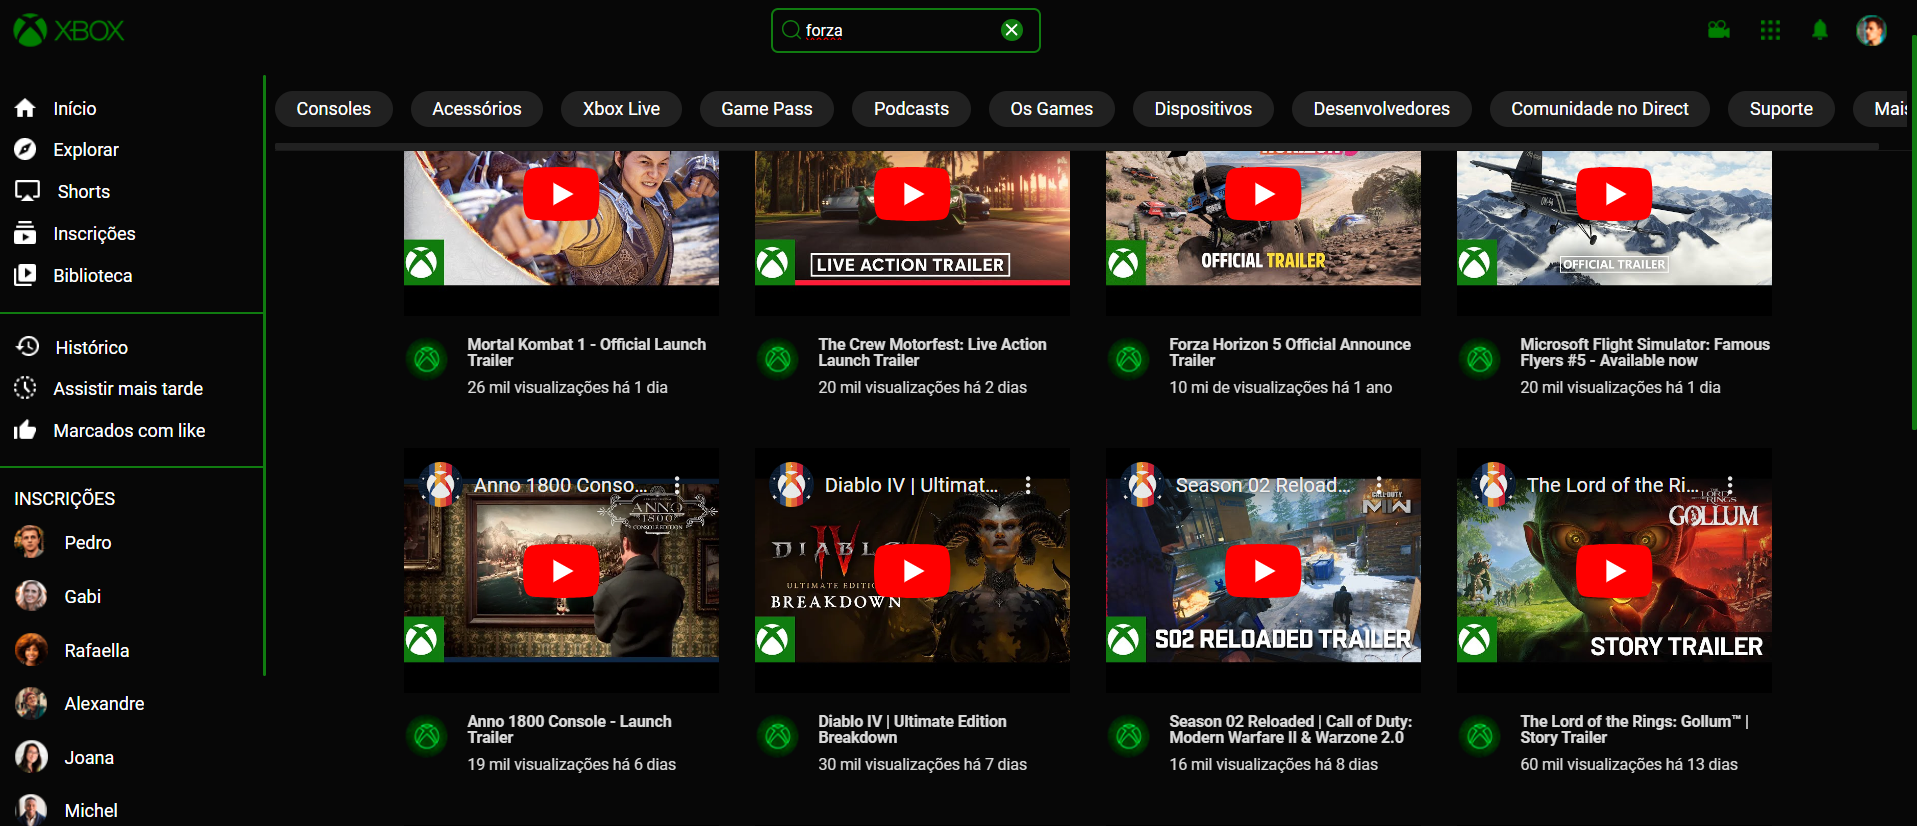 XBOX
forza
Início
Explorar
Shorts
Inscrições
Biblioteca
Histórico
Assistir mais tarde
Marcados com like
INSCRIÇÕES
Pedro
Gabi
Rafaella
Alexandre
Joana
Michel
Consoles
Acessórios
Xbox Live
Game Pass
Podcasts
Os Games
Dispositivos
Desenvolvedores
Comunidade no Direct
Suporte
Mais
LIVE ACTION TRAILER
OFFICIAL TRAILER
OFFICIAL TRAILER
Mortal Kombat 1 - Official Launch
Trailer
26 mil visualizações há 1 dia
The Crew Motorfest: Live Action
Launch Trailer
20 mil visualizações há 2 dias
Forza Horizon 5 Official Announce
Trailer
10 mi de visualizações há 1 ano
Microsoft Flight Simulator: Famous
Flyers #5 - Available now
20 mil visualizações há 1 dia
Anno 1800 Conso...
ANNO
1800
CONSOLE EDITION
Diablo IV | Ultimat...
DIABLO
IV
ULTIMATE EDITION
BREAKDOWN
Season 02 Reload...
CALL OF DUTY
MW
S02 RELOADED TRAILER
The Lord of the Ri...
THE LORD OF THE RINGS
GOLLUM
STORY TRAILER
Anno 1800 Console - Launch
Trailer
19 mil visualizações há 6 dias
Diablo IV | Ultimate Edition
Breakdown
30 mil visualizações há 7 dias
Season 02 Reloaded | Call of Duty:
Modern Warfare II & Warzone 2.0
16 mil visualizações há 8 dias
The Lord of the Rings: Gollum™ |
Story Trailer
60 mil visualizações há 13 dias